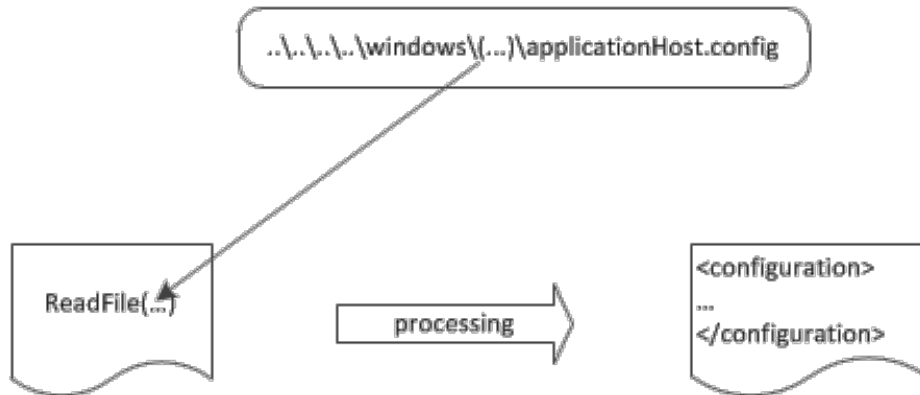 ..\..\..\..\windows\(...)\applicationHost.config
ReadFile(...)
processing
<configuration>
...
</configuration>